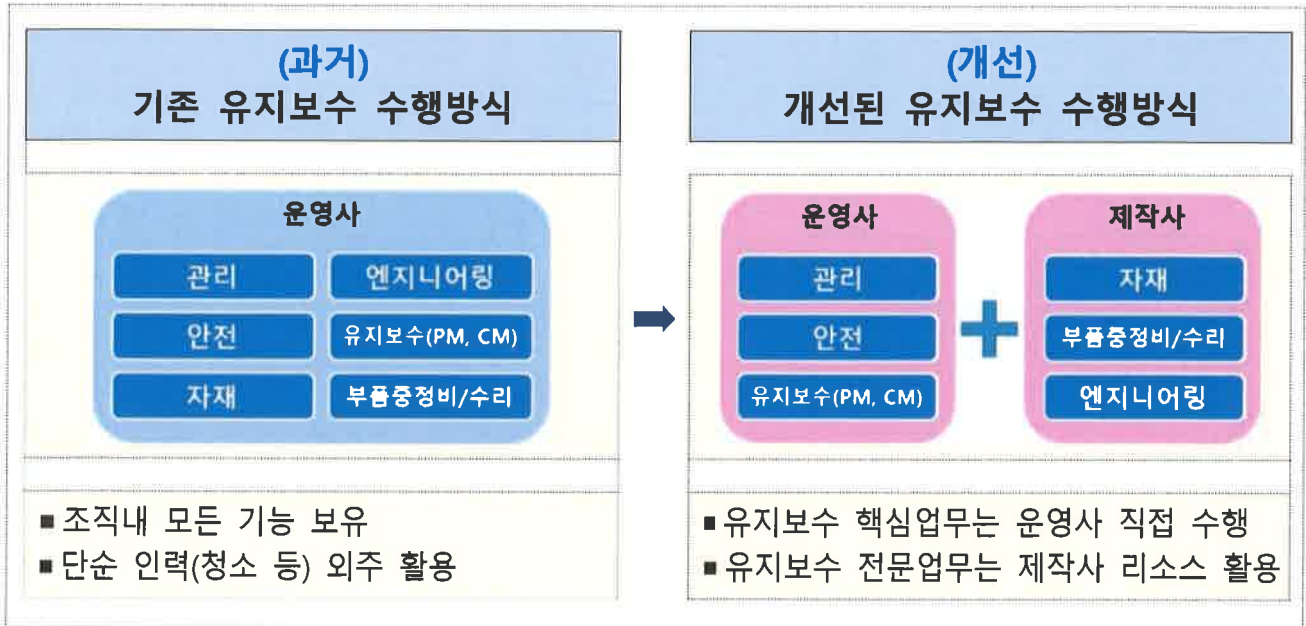 (과거)
기존 유지보수 수행방식
운영사
관리
엔지니어링
안전
유지보수(PM, CM)
자재
부품중정비/수리
■조직내 모든 기능 보유
■단순 인력(청소 등) 외주 활용
(개선)
개선된 유지보수 수행방식
운영사
관리
안전
유지보수(PM, CM)
제작사
자재
부품중정비/수리
엔지니어링
■유지보수 핵심업무는 운영사 직접 수행
■유지보수 전문업무는 제작사 리소스 활용